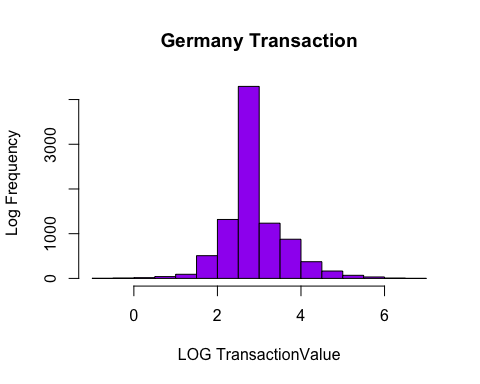 Germany Transaction
Log Frequency
3000
1000
0
0 2 4 6
LOG TransactionValue